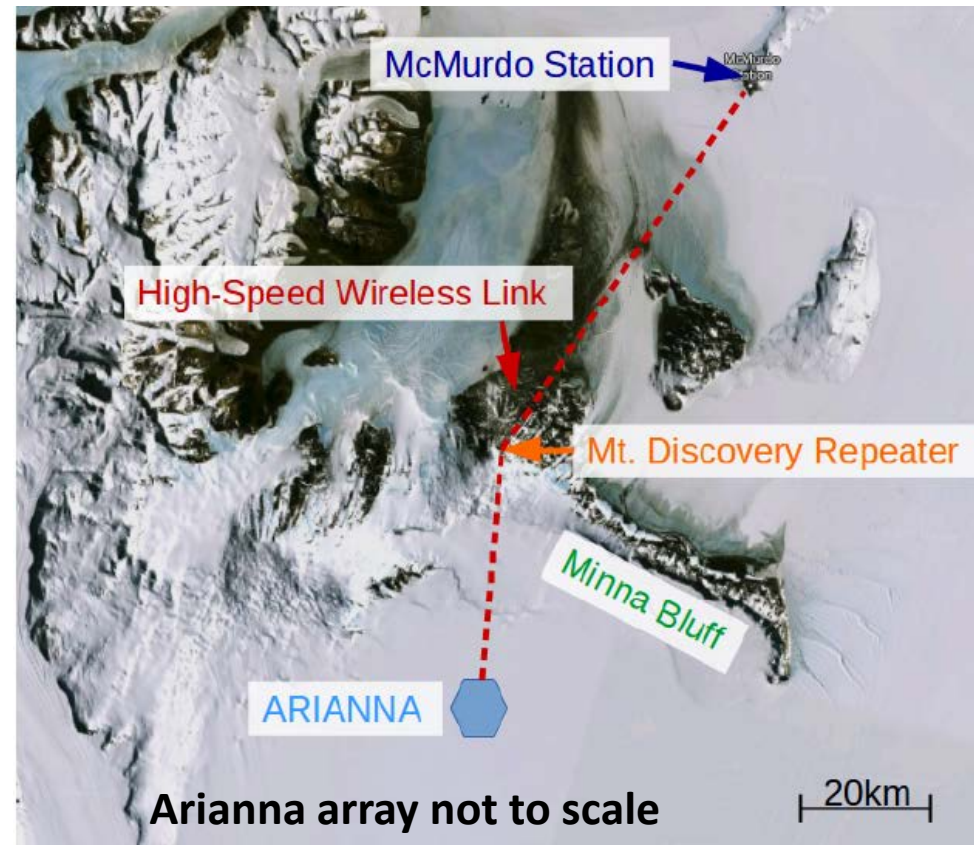 McMurdo Station
McMurdo
Station
High-Speed Wireless Link
Mt. Discovery Repeater
Minna Bluff
ARIANNA
Arianna array not to scale
20km